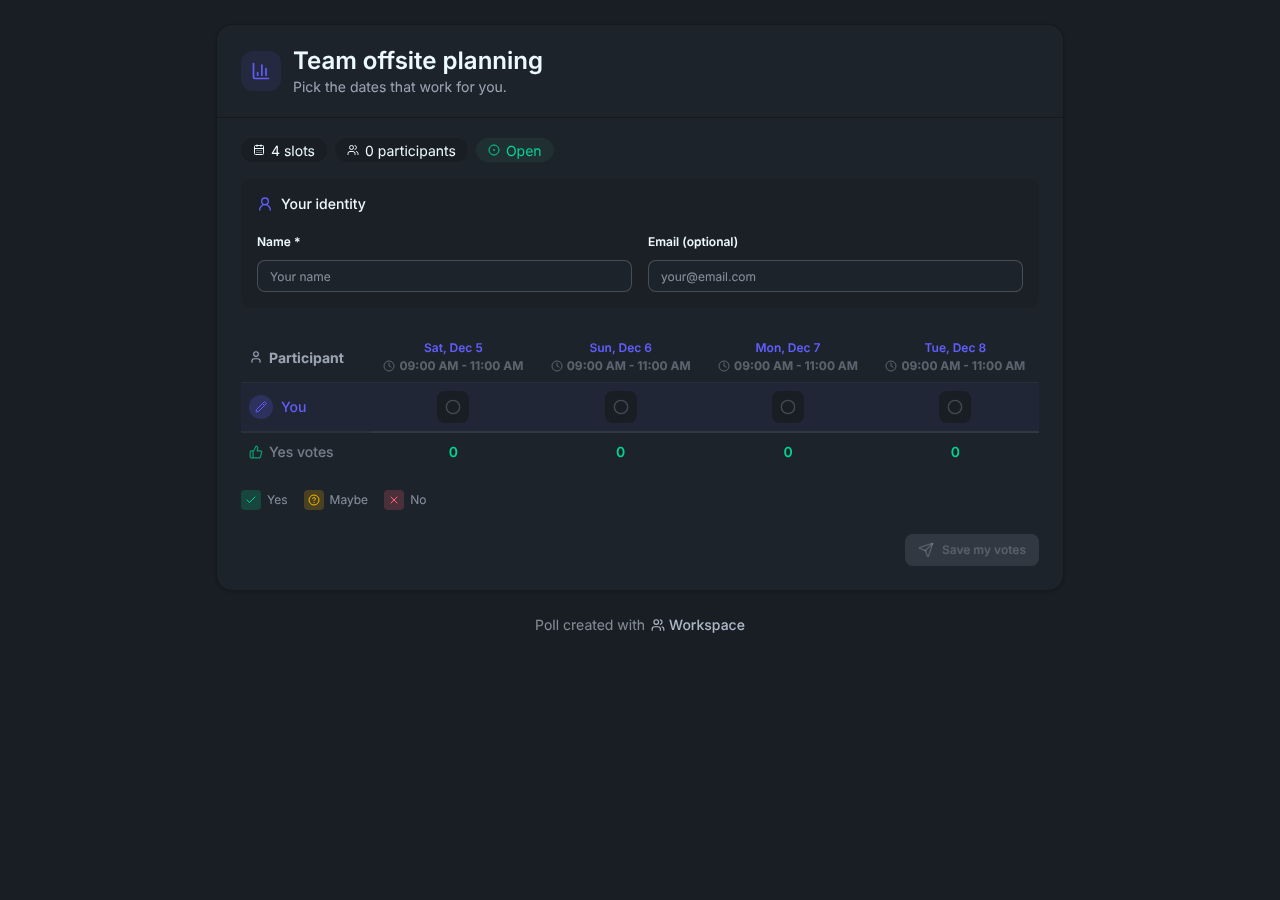 Team offsite planning
Pick the dates that work for you.
4 slots 0 participants Open
Your identity
Name * Email (optional)
Your name your@email.com
Participant Sat, Dec 5 Sun, Dec 6 Mon, Dec 7 Tue, Dec 8
09:00 AM - 11:00 AM 09:00 AM - 11:00 AM 09:00 AM - 11:00 AM 09:00 AM - 11:00 AM
You
Yes votes 0 0 0 0
Yes Maybe No
Save my votes
Poll created with Workspace